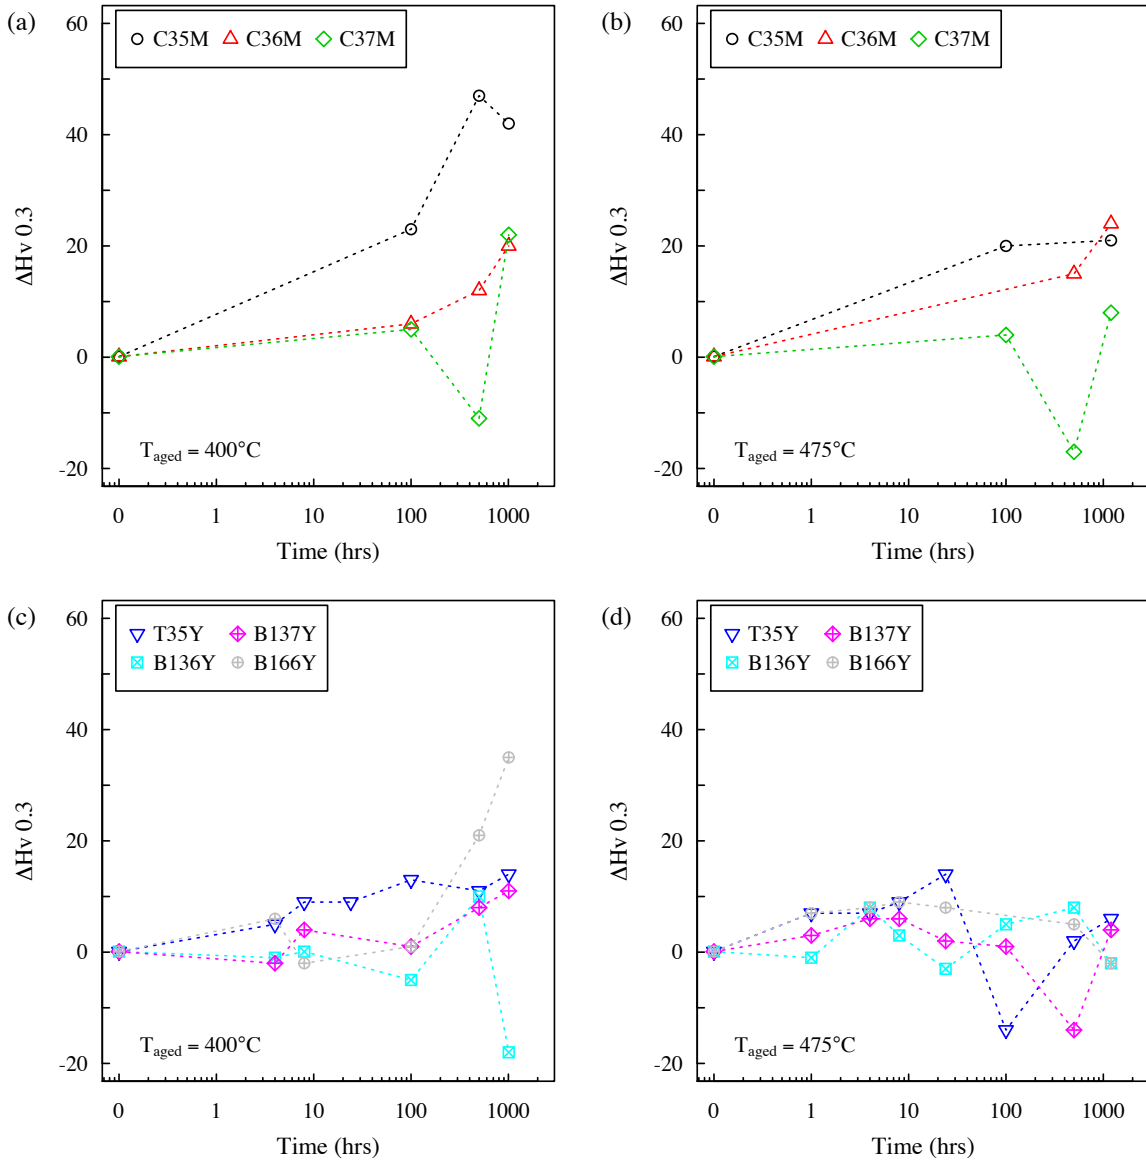 (a)
60
40
20
0
-20
ΔHv 0.3
C35M C36M C37M
T_aged = 400°C
0 1 10 100 1000
Time (hrs)
(b)
60
40
20
0
-20
ΔHv 0.3
C35M C36M C37M
T_aged = 475°C
0 1 10 100 1000
Time (hrs)
(c)
60
40
20
0
-20
ΔHv 0.3
T35Y B137Y
B136Y B166Y
T_aged = 400°C
0 1 10 100 1000
Time (hrs)
(d)
60
40
20
0
-20
ΔHv 0.3
T35Y B137Y
B136Y B166Y
T_aged = 475°C
0 1 10 100 1000
Time (hrs)